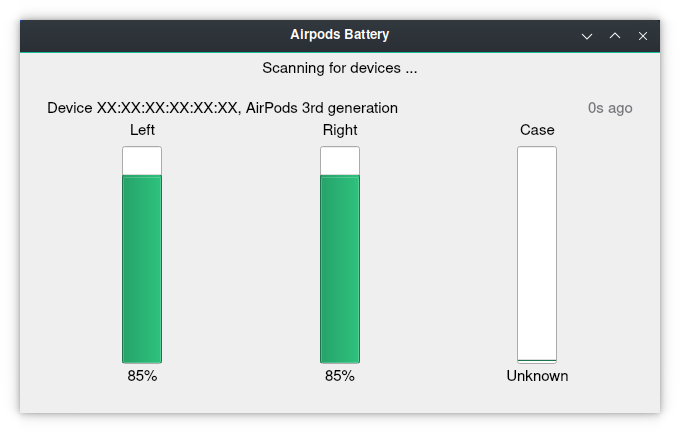 Airpods Battery
Scanning for devices ...
Device XX:XX:XX:XX:XX:XX, AirPods 3rd generation 0s ago
Left Right Case
85% 85% Unknown